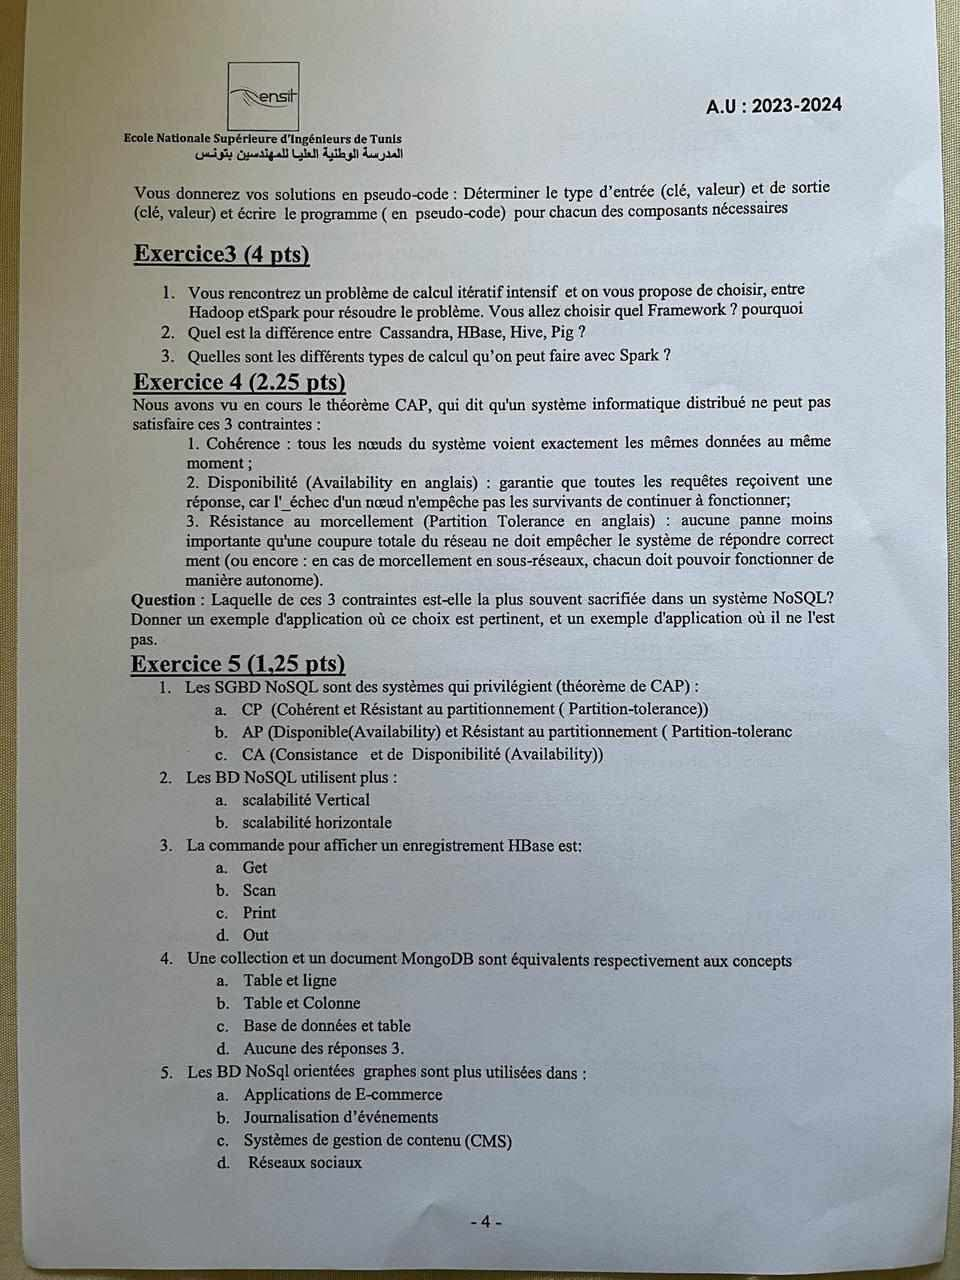 ensit
A.U : 2023-2024
Ecole Nationale Supérieure d'Ingénieurs de Tunis
المدرسة الوطنية العليا للمهندسين بتونس
Vous donnerez vos solutions en pseudo-code : Déterminer le type d'entrée (clé, valeur) et de sortie
(clé, valeur) et écrire le programme ( en pseudo-code) pour chacun des composants nécessaires
Exercice3 (4 pts)
1. Vous rencontrez un problème de calcul itératif intensif et on vous propose de choisir, entre
Hadoop etSpark pour résoudre le problème. Vous allez choisir quel Framework ? pourquoi
2. Quel est la différence entre Cassandra, HBase, Hive, Pig ?
3. Quelles sont les différents types de calcul qu'on peut faire avec Spark ?
Exercice 4 (2.25 pts)
Nous avons vu en cours le théorème CAP, qui dit qu'un système informatique distribué ne peut pas
satisfaire ces 3 contraintes :
1. Cohérence : tous les nœuds du système voient exactement les mêmes données au même
moment ;
2. Disponibilité (Availability en anglais) : garantie que toutes les requêtes reçoivent une
réponse, car l'_échec d'un nœud n'empêche pas les survivants de continuer à fonctionner;
3. Résistance au morcellement (Partition Tolerance en anglais) : aucune panne moins
importante qu'une coupure totale du réseau ne doit empêcher le système de répondre correct
ment (ou encore : en cas de morcellement en sous-réseaux, chacun doit pouvoir fonctionner de
manière autonome).
Question : Laquelle de ces 3 contraintes est-elle la plus souvent sacrifiée dans un système NoSQL?
Donner un exemple d'application où ce choix est pertinent, et un exemple d'application où il ne l'est
pas.
Exercice 5 (1,25 pts)
1. Les SGBD NoSQL sont des systèmes qui privilégient (théorème de CAP) :
a. CP (Cohérent et Résistant au partitionnement ( Partition-tolerance))
b. AP (Disponible(Availability) et Résistant au partitionnement ( Partition-toleranc
c. CA (Consistance et de Disponibilité (Availability))
2. Les BD NoSQL utilisent plus :
a. scalabilité Vertical
b. scalabilité horizontale
3. La commande pour afficher un enregistrement HBase est:
a. Get
b. Scan
c. Print
d. Out
4. Une collection et un document MongoDB sont équivalents respectivement aux concepts
a. Table et ligne
b. Table et Colonne
c. Base de données et table
d. Aucune des réponses 3.
5. Les BD NoSql orientées graphes sont plus utilisées dans :
a. Applications de E-commerce
b. Journalisation d'événements
c. Systèmes de gestion de contenu (CMS)
d. Réseaux sociaux
- 4 -